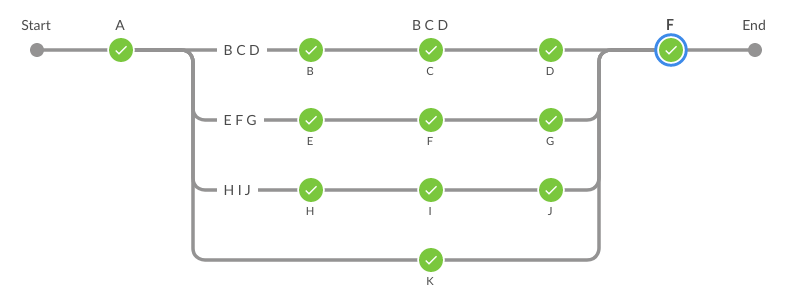 Start A B C D F End
B C D
B C D
E F G
E F G
H I J
H I J
K